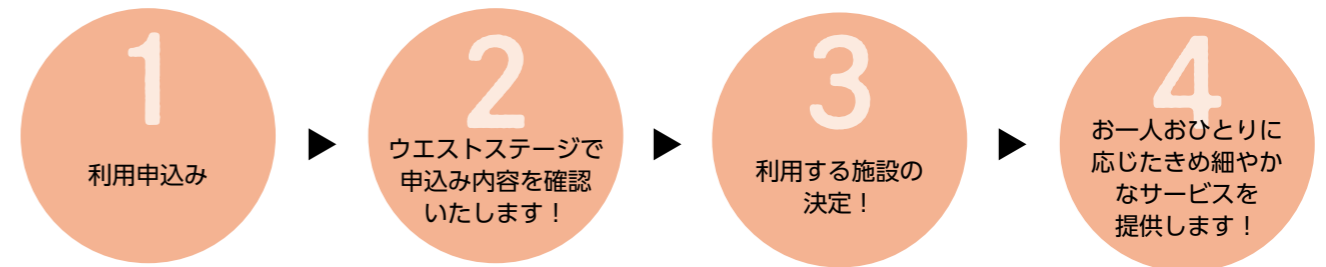 1
利用申込み
▶
2
ウエストステージで
申込み内容を確認
いたします！
▶
3
利用する施設の
決定！
▶
4
お一人おひとりに
応じたきめ細やか
なサービスを
提供します！